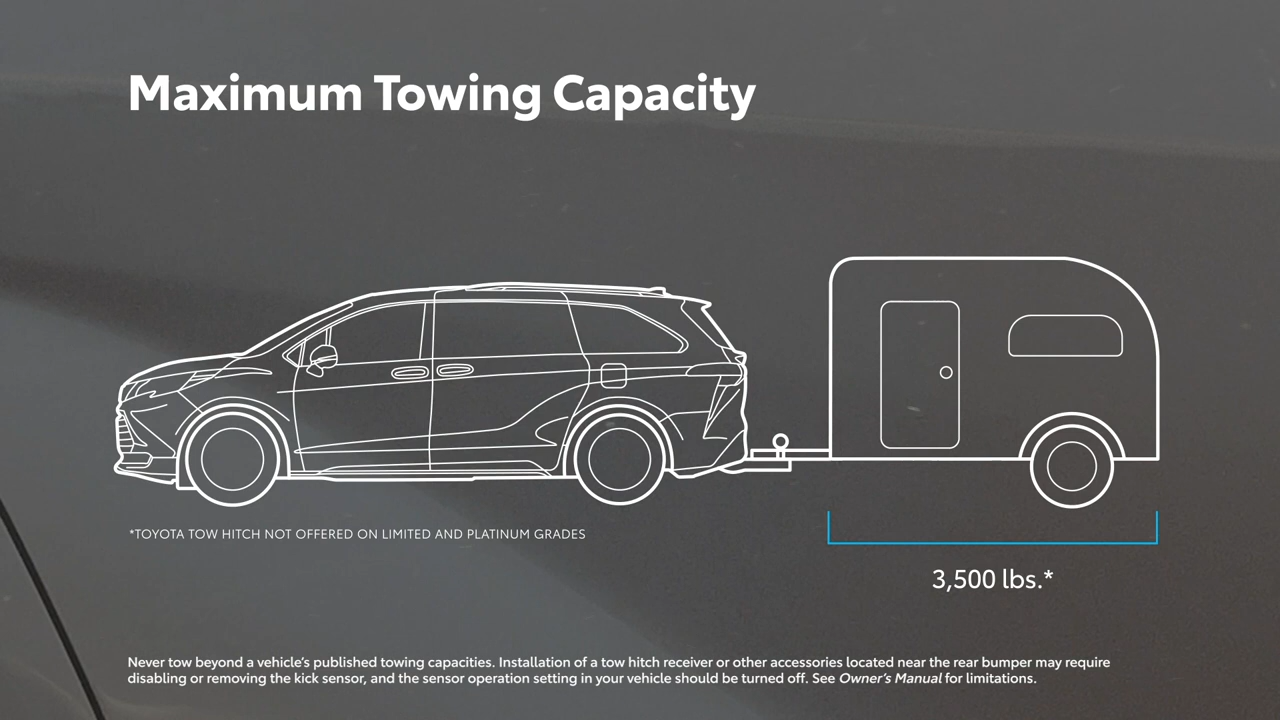 Maximum Towing Capacity
*TOYOTA TOW HITCH NOT OFFERED ON LIMITED AND PLATINUM GRADES
3,500 lbs.*
Never tow beyond a vehicle’s published towing capacities. Installation of a tow hitch receiver or other accessories located near the rear bumper may require
disabling or removing the kick sensor, and the sensor operation setting in your vehicle should be turned off. See Owner’s Manual for limitations.